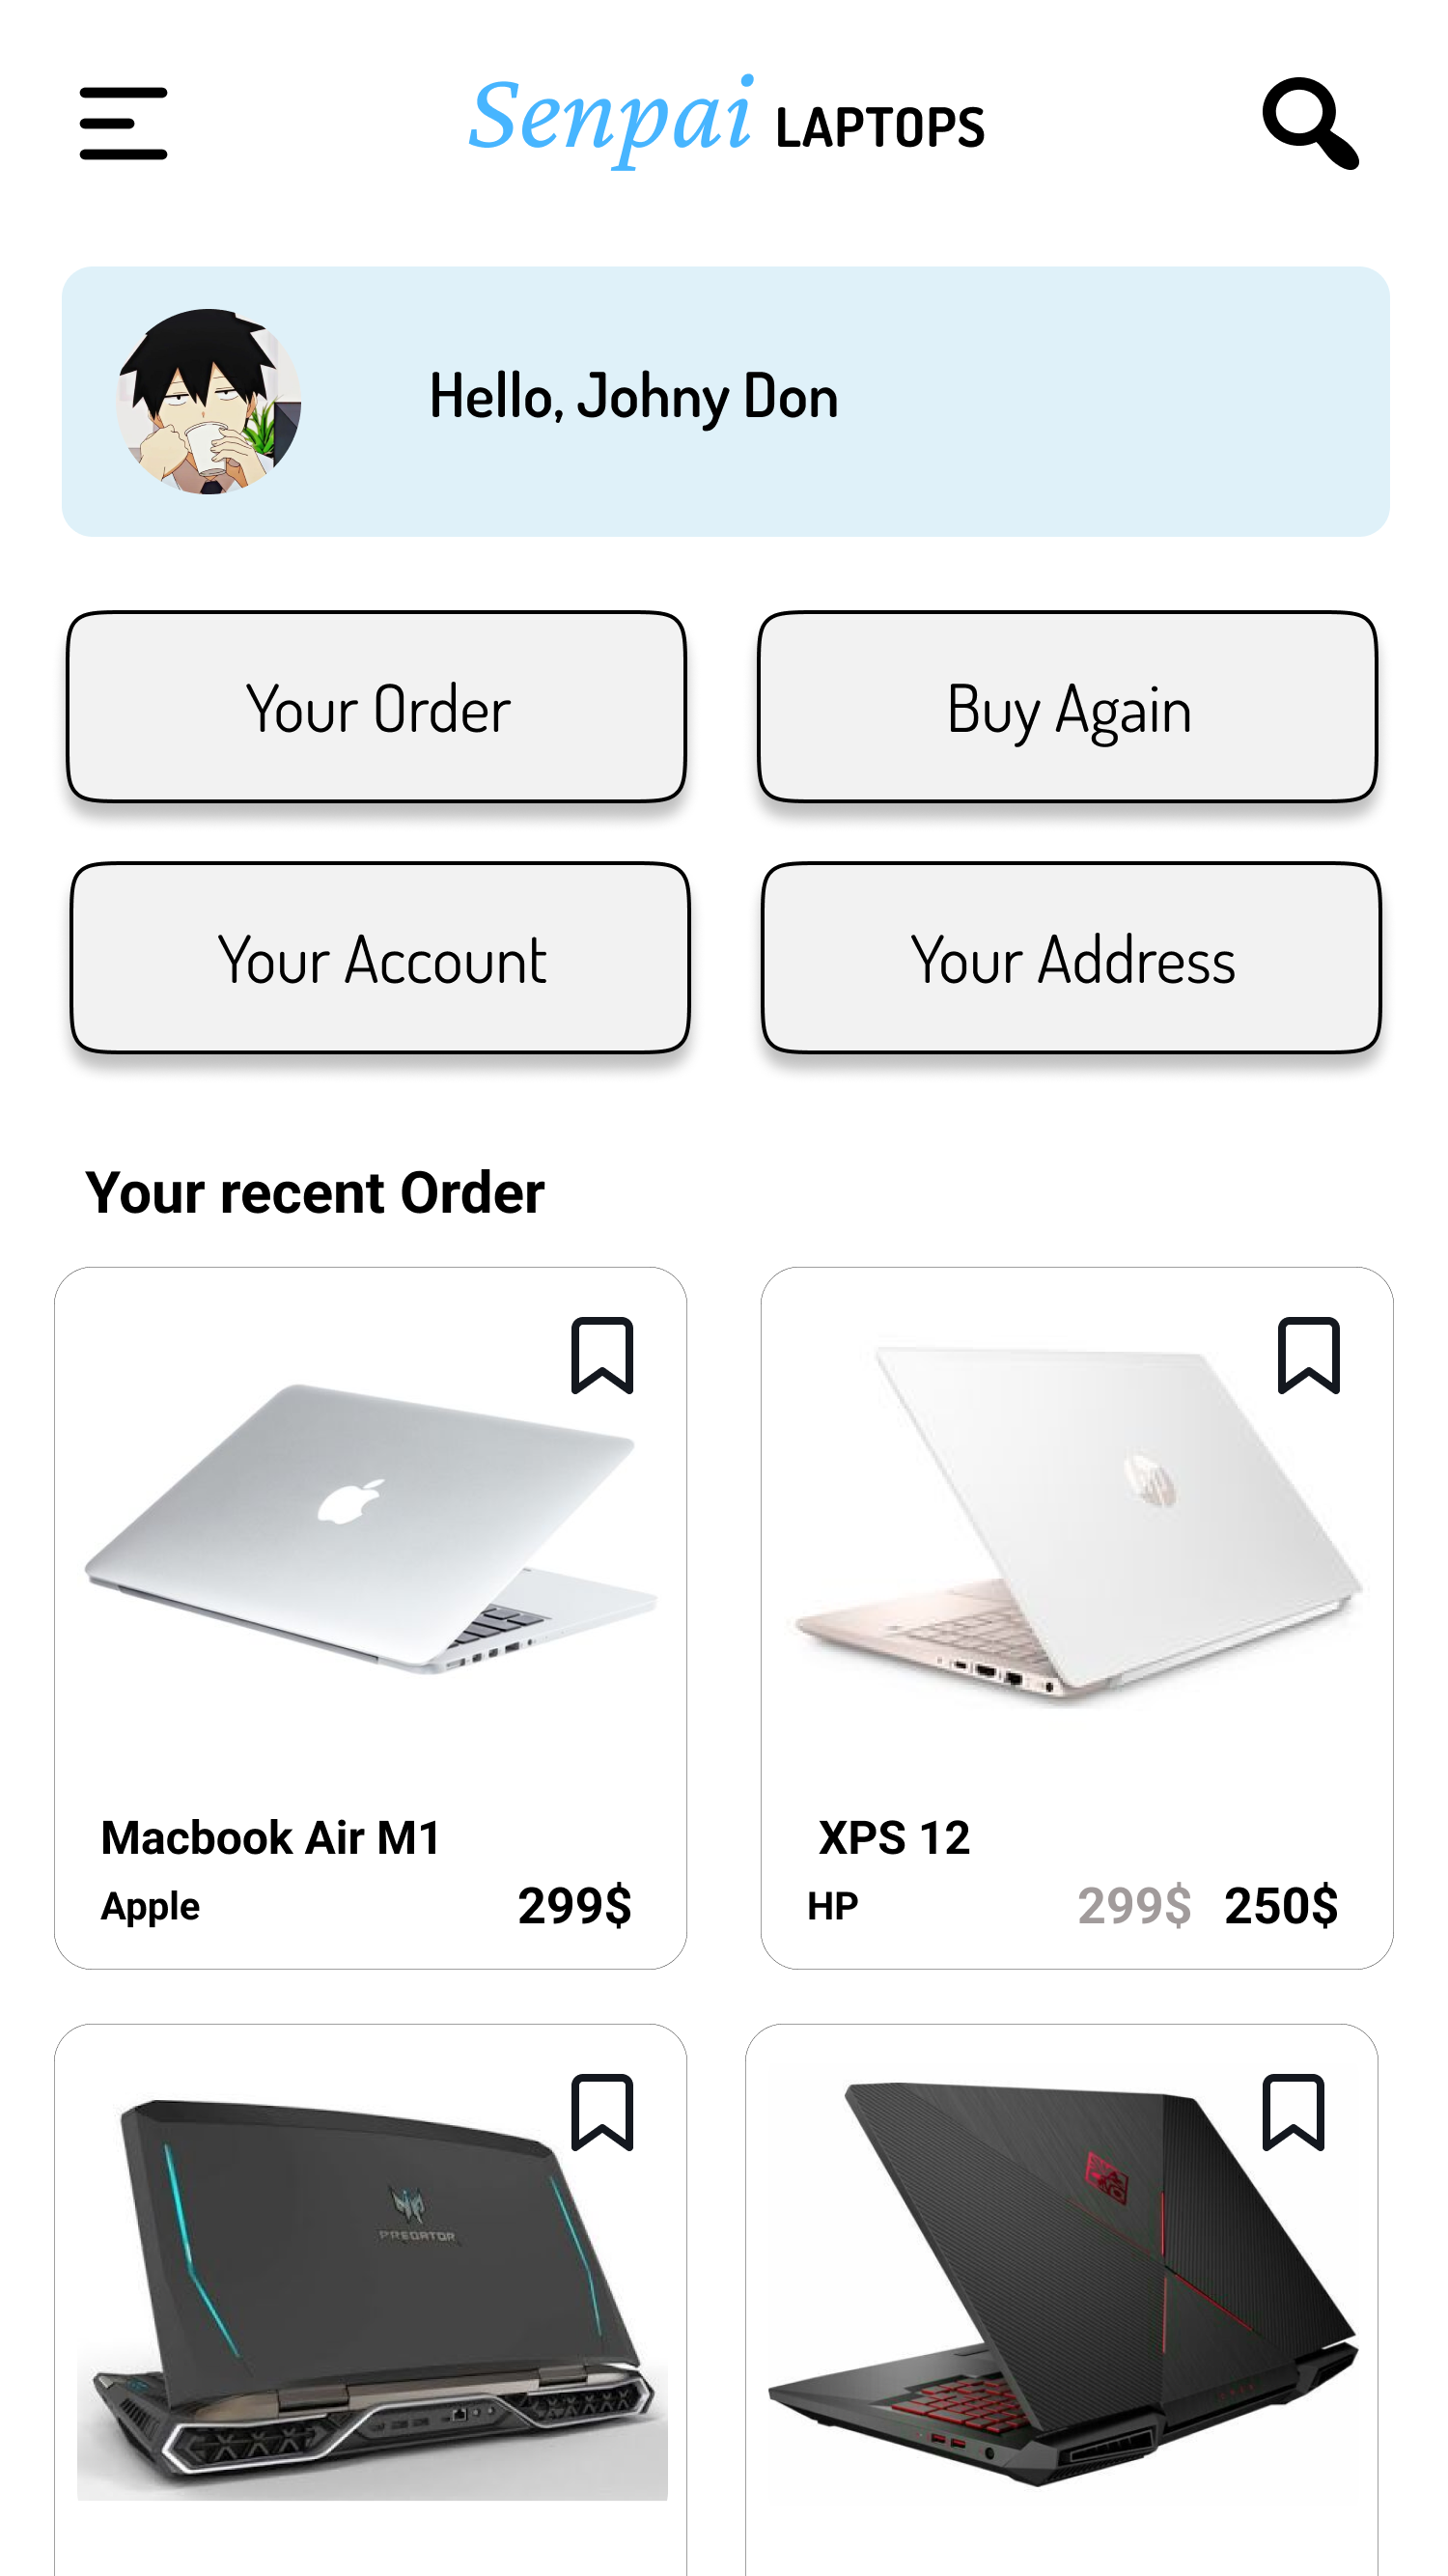 Senpai LAPTOPS
Hello, Johny Don
Your Order
Buy Again
Your Account
Your Address
Your recent Order
Macbook Air M1
Apple 299$
XPS 12
HP 299$ 250$
PREDATOR